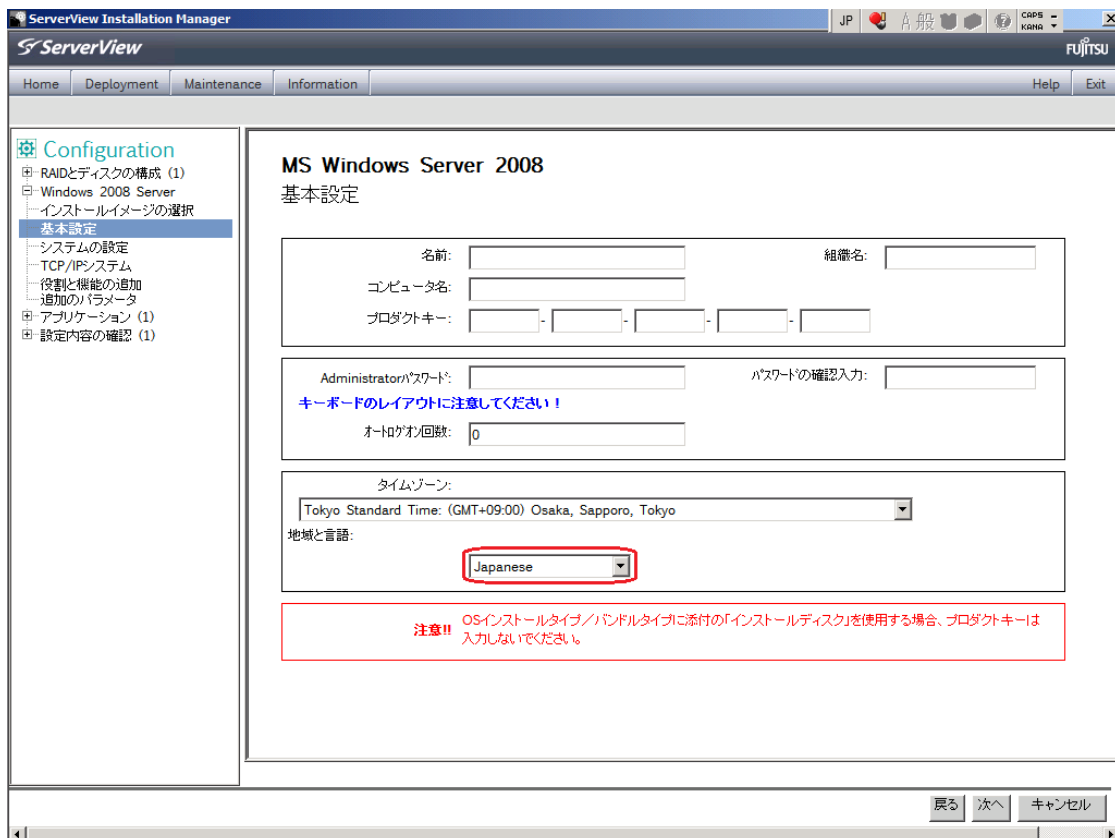 ServerView Installation Manager
JP A 般 CAPS KANA
ServerView FUJITSU
Home Deployment Maintenance Information Help Exit
Configuration
RAIDとディスクの構成 (1)
Windows 2008 Server
インストールイメージの選択
基本設定
システムの設定
TCP/IPシステム
役割と機能の追加
追加のパラメータ
アプリケーション (1)
設定内容の確認 (1)
MS Windows Server 2008
基本設定
名前: 組織名:
コンピュータ名:
プロダクトキー: - - - -
Administratorパスワード: パスワードの確認入力:
キーボードのレイアウトに注意してください!
オートログオン回数: 0
タイムゾーン:
Tokyo Standard Time: (GMT+09:00) Osaka, Sapporo, Tokyo
地域と言語:
Japanese
注意!! OSインストールタイプ/バンドルタイプに添付の「インストールディスク」を使用する場合、プロダクトキーは
入力しないでください。
戻る 次へ キャンセル